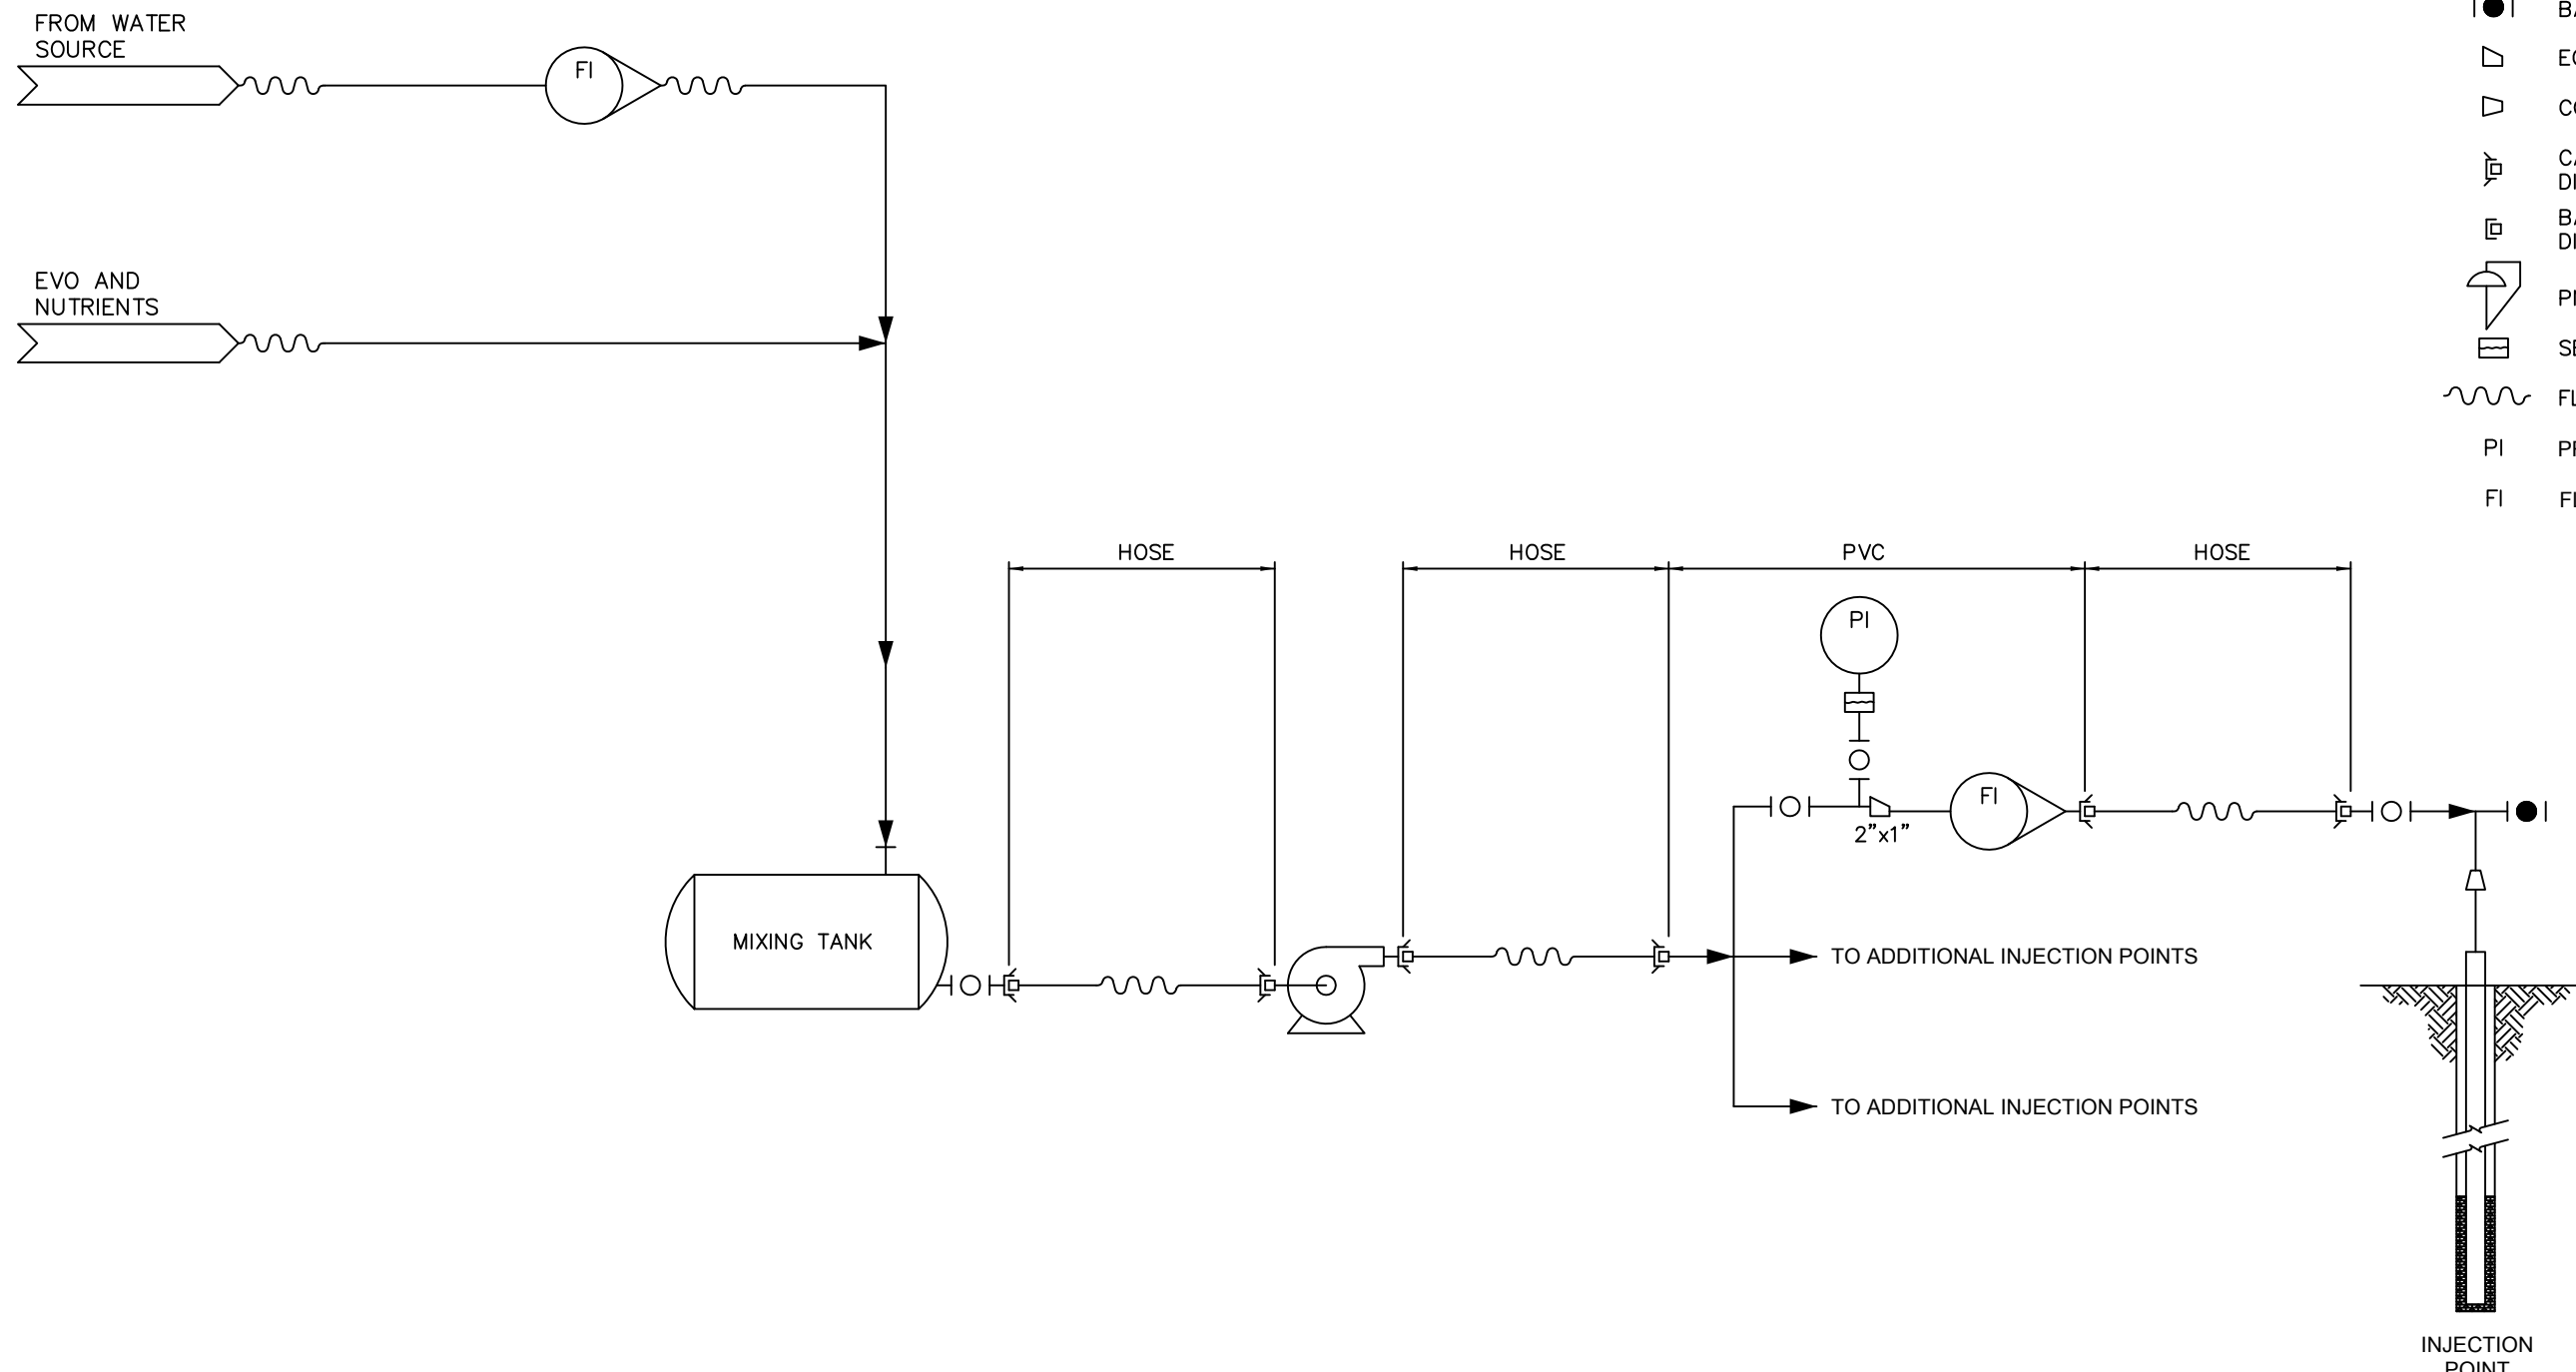 FROM WATER
SOURCE
FI
EVO AND
NUTRIENTS
HOSE
HOSE
PVC
HOSE
PI
FI
2"x1"
MIXING TANK
TO ADDITIONAL INJECTION POINTS
TO ADDITIONAL INJECTION POINTS
INJECTION
POINT
PI
FI